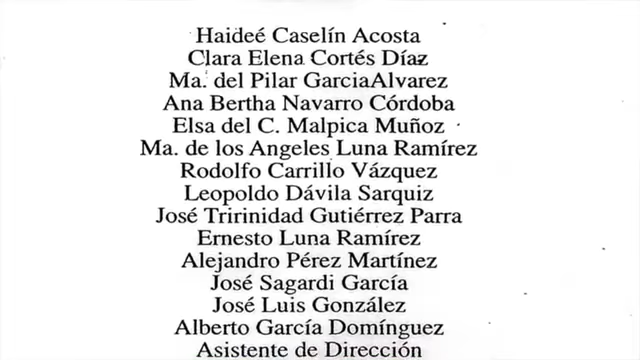 Haideé Caselín Acosta
Clara Elena Cortés Díaz
Ma. del Pilar GarciaAlvarez
Ana Bertha Navarro Córdoba
Elsa del C. Malpica Muñoz
Ma. de los Angeles Luna Ramírez
Rodolfo Carrillo Vázquez
Leopoldo Dávila Sarquiz
José Tririnidad Gutiérrez Parra
Ernesto Luna Ramírez
Alejandro Pérez Martínez
José Sagardi García
José Luis González
Alberto García Domínguez
Asistente de Dirección